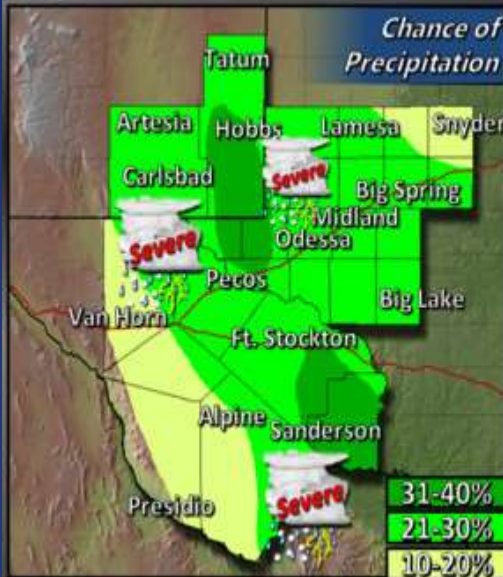 Chance of
Precipitation
Tatum
Artesia
Hobbs
Lamesa
Snyder
Severe
Carlsbad
Big Spring
Midland
Severe
Odessa
Pecos
Big Lake
Van Horn
Ft. Stockton
Alpine
Sanderson
Severe
Presidio
31-40%
21-30%
10-20%